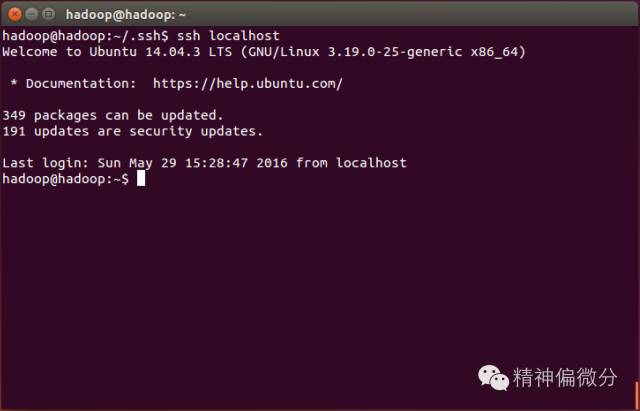 hadoop@hadoop: ~
hadoop@hadoop:~/.ssh$ ssh localhost
Welcome to Ubuntu 14.04.3 LTS (GNU/Linux 3.19.0-25-generic x86_64)
 * Documentation:  https://help.ubuntu.com/
349 packages can be updated.
191 updates are security updates.
Last login: Sun May 29 15:28:47 2016 from localhost
hadoop@hadoop:~$
精神偏微分